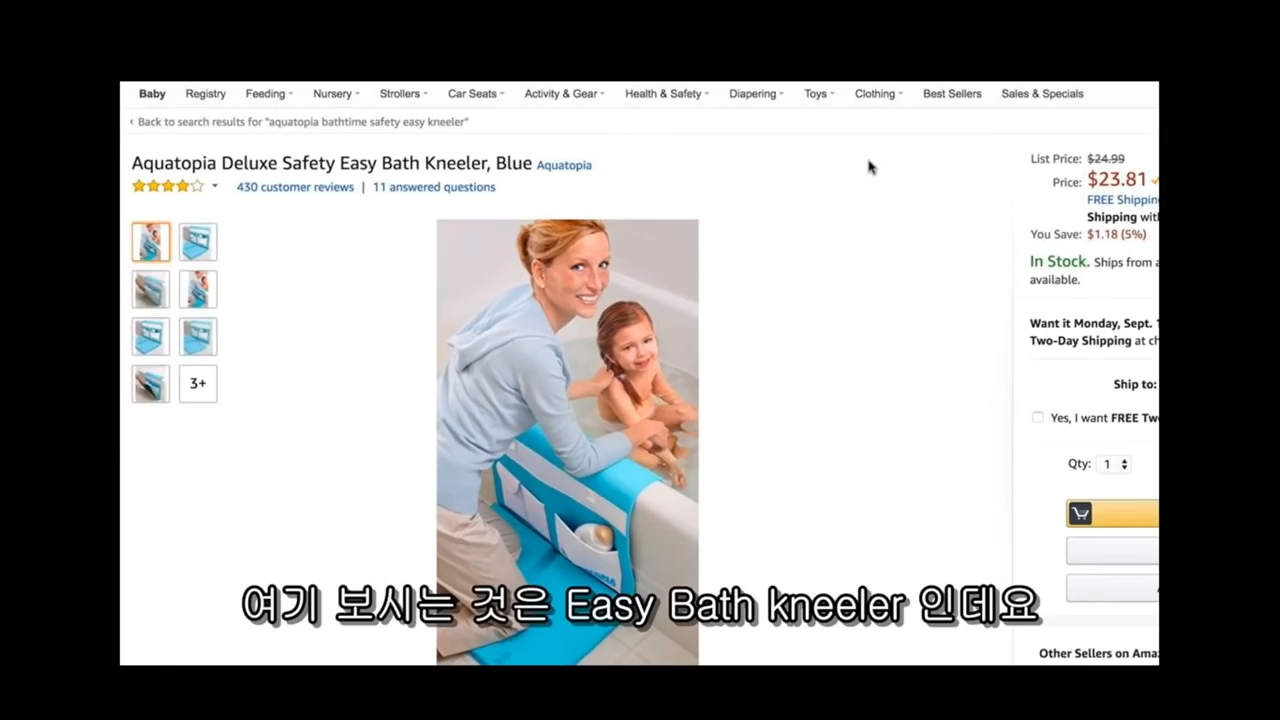 Baby Registry Feeding Nursery Strollers Car Seats Activity & Gear Health & Safety Diapering Toys Clothing Best Sellers Sales & Specials
‹ Back to search results for "aquatopia bathtime safety easy kneeler"
Aquatopia Deluxe Safety Easy Bath Kneeler, Blue Aquatopia
430 customer reviews | 11 answered questions
3+
List Price: $24.99
Price: $23.81
FREE Shippin
Shipping wit
You Save: $1.18 (5%)
In Stock. Ships from a
available.
Want it Monday, Sept.
Two-Day Shipping at ch
Ship to:
Yes, I want FREE Tw
Qty: 1
여기 보시는 것은 Easy Bath kneeler 인데요
Other Sellers on Ama